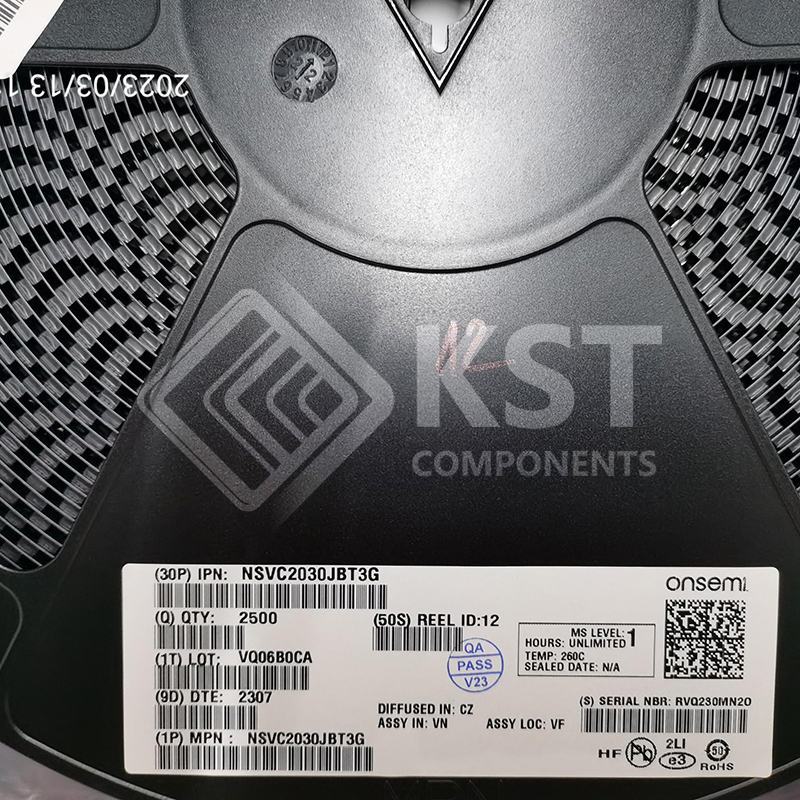 2023/03/13 1
KST
COMPONENTS
12
(30P) IPN: NSVC2030JBT3G
onsemi
(Q) QTY: 2500
(50S) REEL ID:12
MS LEVEL: 1
HOURS: UNLIMITED
TEMP: 260C
SEALED DATE: N/A
(1T) LOT: VQ06B0CA
QA
PASS
V23
(9D) DTE: 2307
DIFFUSED IN: CZ
ASSY IN: VN
ASSY LOC: VF
(S) SERIAL NBR: RVQ230MN20
(1P) MPN : NSVC2030JBT3G
HF
Pb
2LI
e3
50
RoHS